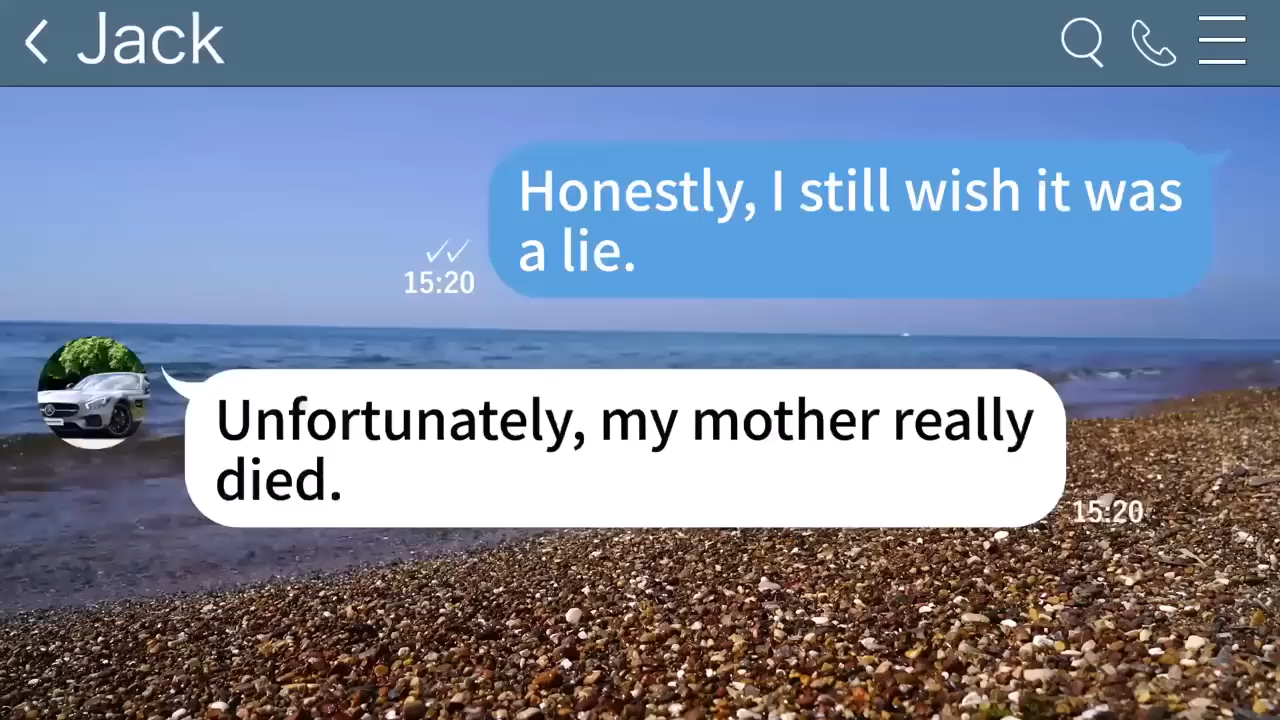 Jack
Honestly, I still wish it was
a lie.
15:20
Unfortunately, my mother really
died.
15:20